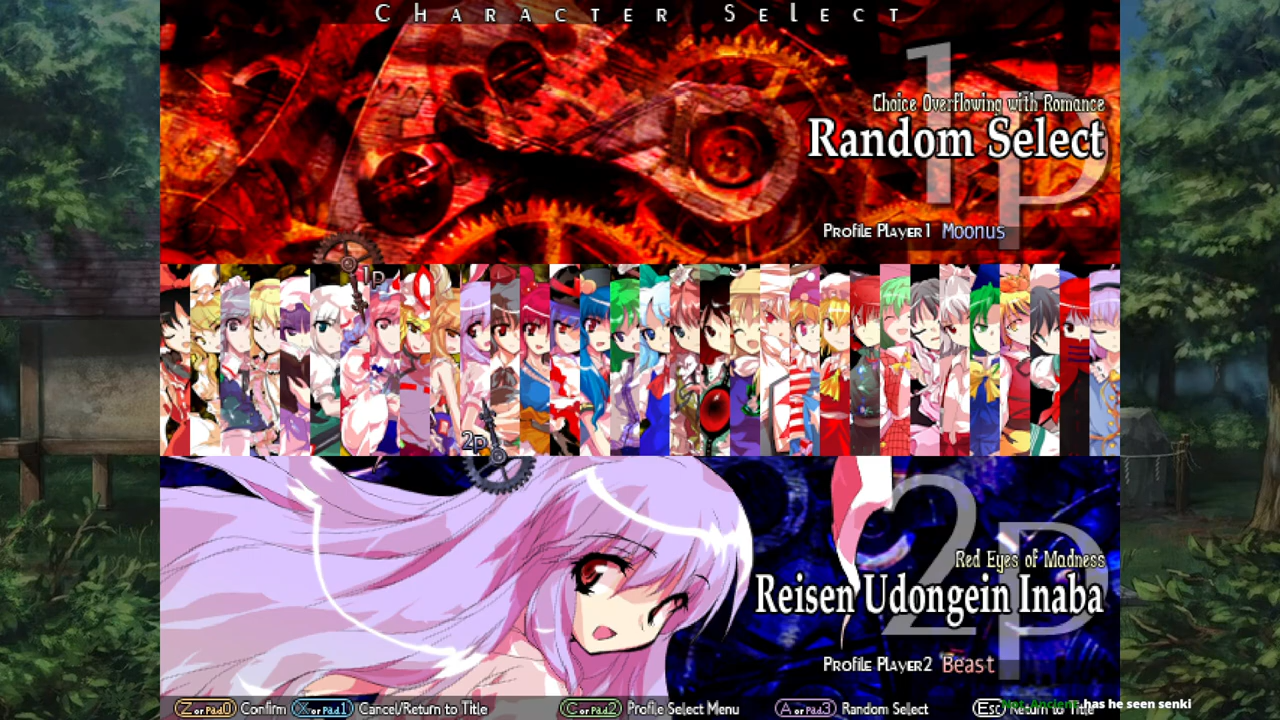 Character Select
1P
Choice Overflowing with Romance
Random Select
Profile Player1 Moonus
1P
2P
2P
Red Eyes of Madness
Reisen Udongein Inaba
Profile Player2 Beast
Z or Pad0 Confirm X or Pad1 Cancel/Return to Title C or Pad2 Profile Select Menu A or Pad3 Random Select Esc Return to Title
has he seen senki